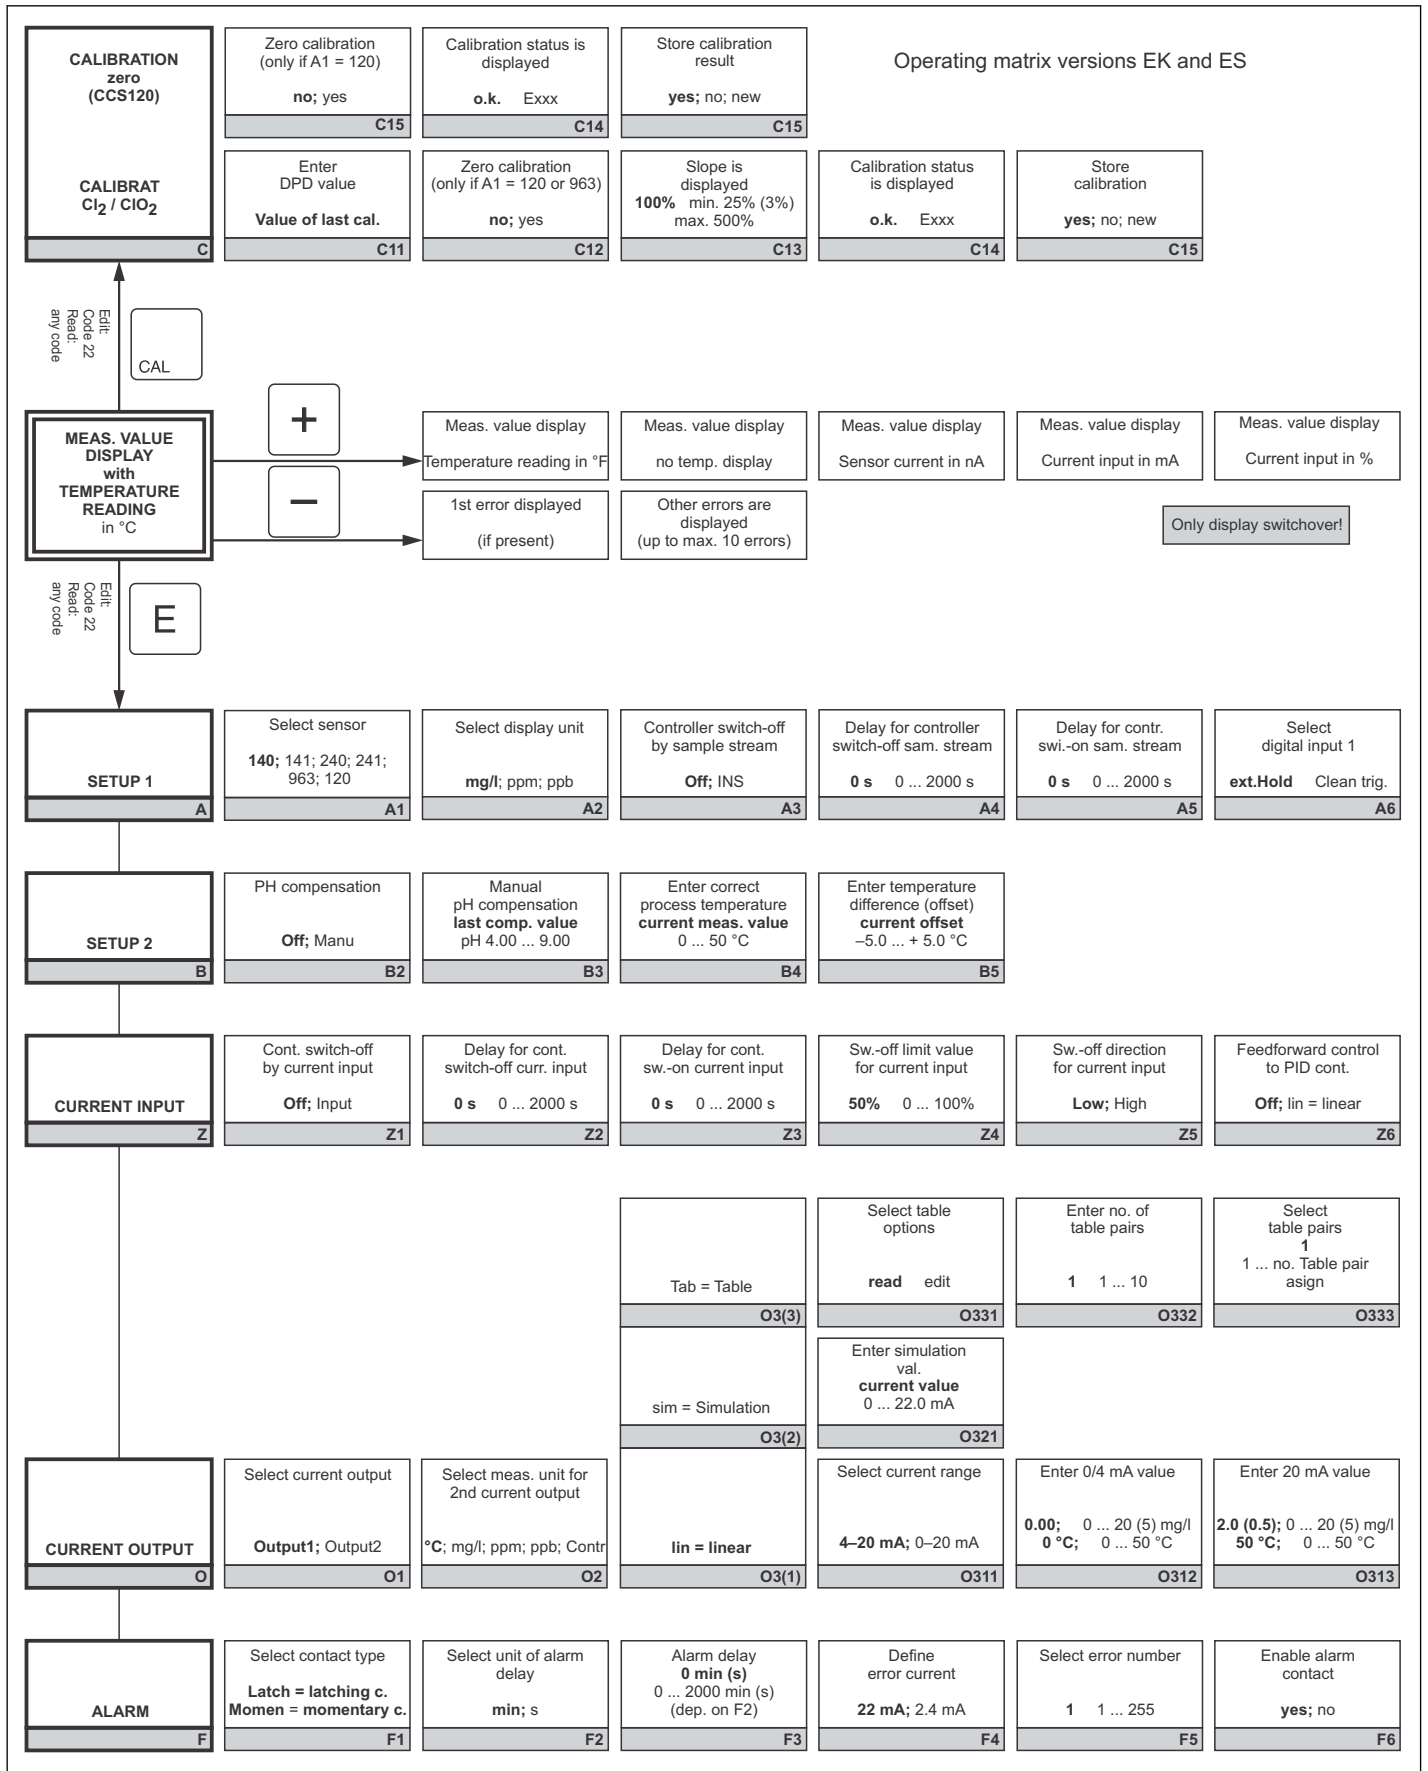 Operating matrix versions EK and ES
CALIBRATION
zero
(CCS120)
CALIBRAT
Cl2 / ClO2
C
Zero calibration
(only if A1 = 120)
no; yes
C15
Calibration status is
displayed
o.k. Exxx
C14
Store calibration
result
yes; no; new
C15
Enter
DPD value
Value of last cal.
C11
Zero calibration
(only if A1 = 120 or 963)
no; yes
C12
Slope is
displayed
100% min. 25% (3%)
max. 500%
C13
Calibration status
is displayed
o.k. Exxx
C14
Store
calibration
yes; no; new
C15
Edit:
Code 22
Read:
any code
CAL
MEAS. VALUE
DISPLAY
with
TEMPERATURE
READING
in °C
+
–
Meas. value display
Temperature reading in °F
Meas. value display
no temp. display
Meas. value display
Sensor current in nA
Meas. value display
Current input in mA
Meas. value display
Current input in %
1st error displayed
(if present)
Other errors are
displayed
(up to max. 10 errors)
Only display switchover!
Edit:
Code 22
Read:
any code
E
SETUP 1
A
Select sensor
140; 141; 240; 241;
963; 120
A1
Select display unit
mg/l; ppm; ppb
A2
Controller switch-off
by sample stream
Off; INS
A3
Delay for controller
switch-off sam. stream
0 s 0 ... 2000 s
A4
Delay for contr.
swi.-on sam. stream
0 s 0 ... 2000 s
A5
Select
digital input 1
ext.Hold Clean trig.
A6
SETUP 2
B
PH compensation
Off; Manu
B2
Manual
pH compensation
last comp. value
pH 4.00 ... 9.00
B3
Enter correct
process temperature
current meas. value
0 ... 50 °C
B4
Enter temperature
difference (offset)
current offset
–5.0 ... + 5.0 °C
B5
CURRENT INPUT
Z
Cont. switch-off
by current input
Off; Input
Z1
Delay for cont.
switch-off curr. input
0 s 0 ... 2000 s
Z2
Delay for cont.
sw.-on current input
0 s 0 ... 2000 s
Z3
Sw.-off limit value
for current input
50% 0 ... 100%
Z4
Sw.-off direction
for current input
Low; High
Z5
Feedforward control
to PID cont.
Off; lin = linear
Z6
Tab = Table
O3(3)
Select table
options
read edit
O331
Enter no. of
table pairs
1 1 ... 10
O332
Select
table pairs
1
1 ... no. Table pair
asign
O333
sim = Simulation
O3(2)
Enter simulation
val.
current value
0 ... 22.0 mA
O321
CURRENT OUTPUT
O
Select current output
Output1; Output2
O1
Select meas. unit for
2nd current output
°C; mg/l; ppm; ppb; Contr
O2
lin = linear
O3(1)
Select current range
4–20 mA; 0–20 mA
O311
Enter 0/4 mA value
0.00; 0 ... 20 (5) mg/l
0 °C; 0 ... 50 °C
O312
Enter 20 mA value
2.0 (0.5); 0 ... 20 (5) mg/l
50 °C; 0 ... 50 °C
O313
ALARM
F
Select contact type
Latch = latching c.
Momen = momentary c.
F1
Select unit of alarm
delay
min; s
F2
Alarm delay
0 min (s)
0 ... 2000 min (s)
(dep. on F2)
F3
Define
error current
22 mA; 2.4 mA
F4
Select error number
1 1 ... 255
F5
Enable alarm
contact
yes; no
F6